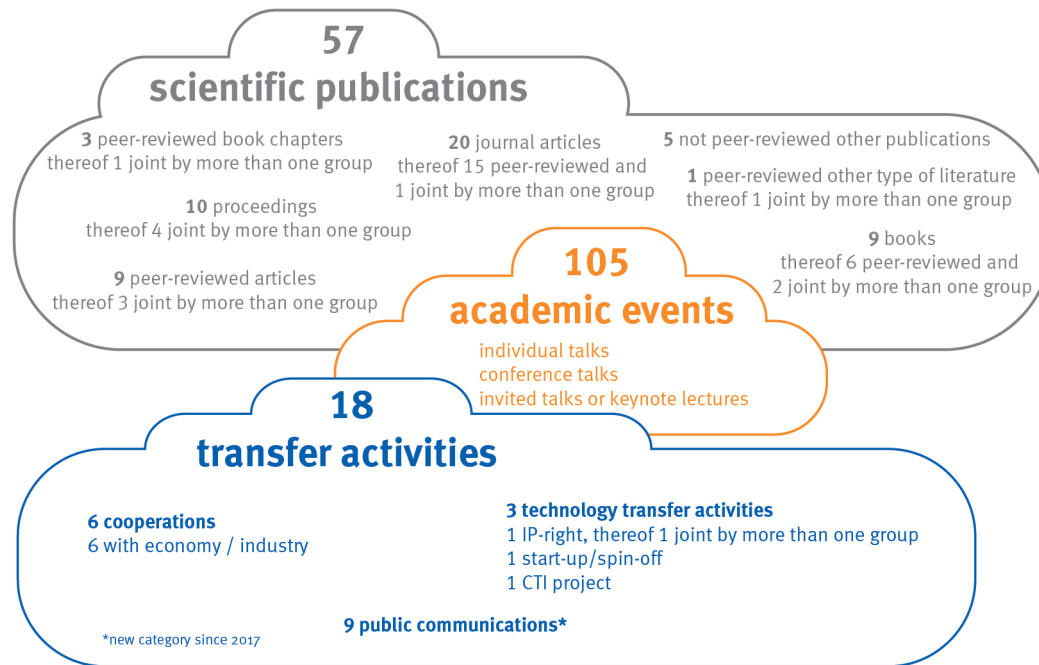 57
scientific publications
3 peer-reviewed book chapters
thereof 1 joint by more than one group
20 journal articles
thereof 15 peer-reviewed and
1 joint by more than one group
5 not peer-reviewed other publications
1 peer-reviewed other type of literature
thereof 1 joint by more than one group
10 proceedings
thereof 4 joint by more than one group
9 books
thereof 6 peer-reviewed and
2 joint by more than one group
9 peer-reviewed articles
thereof 3 joint by more than one group
105
academic events
individual talks
conference talks
invited talks or keynote lectures
18
transfer activities
6 cooperations
6 with economy / industry
3 technology transfer activities
1 IP-right, thereof 1 joint by more than one group
1 start-up/spin-off
1 CTI project
9 public communications*
*new category since 2017